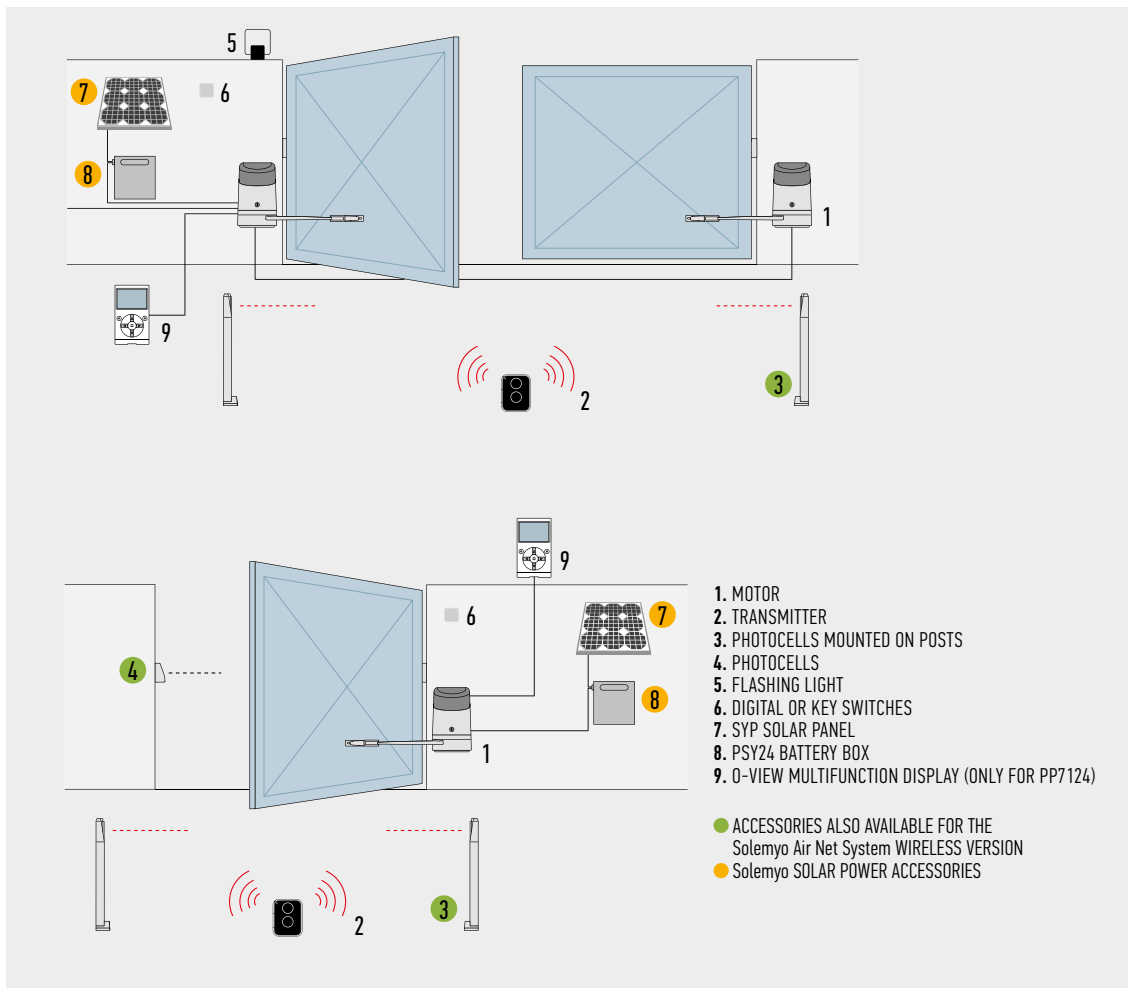 5
7
6
8
1
9
3
2
9
6
7
4
8
1
3
2
1. MOTOR
2. TRANSMITTER
3. PHOTOCELLS MOUNTED ON POSTS
4. PHOTOCELLS
5. FLASHING LIGHT
6. DIGITAL OR KEY SWITCHES
7. SYP SOLAR PANEL
8. PSY24 BATTERY BOX
9. O-VIEW MULTIFUNCTION DISPLAY (ONLY FOR PP7124)
ACCESSORIES ALSO AVAILABLE FOR THE
Solemyo Air Net System WIRELESS VERSION
Solemyo SOLAR POWER ACCESSORIES